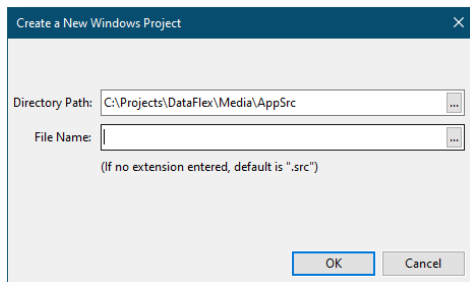 Create a New Windows Project
Directory Path: C:\Projects\DataFlex\Media\AppSrc ...
File Name: ...
(If no extension entered, default is ".src")
OK Cancel